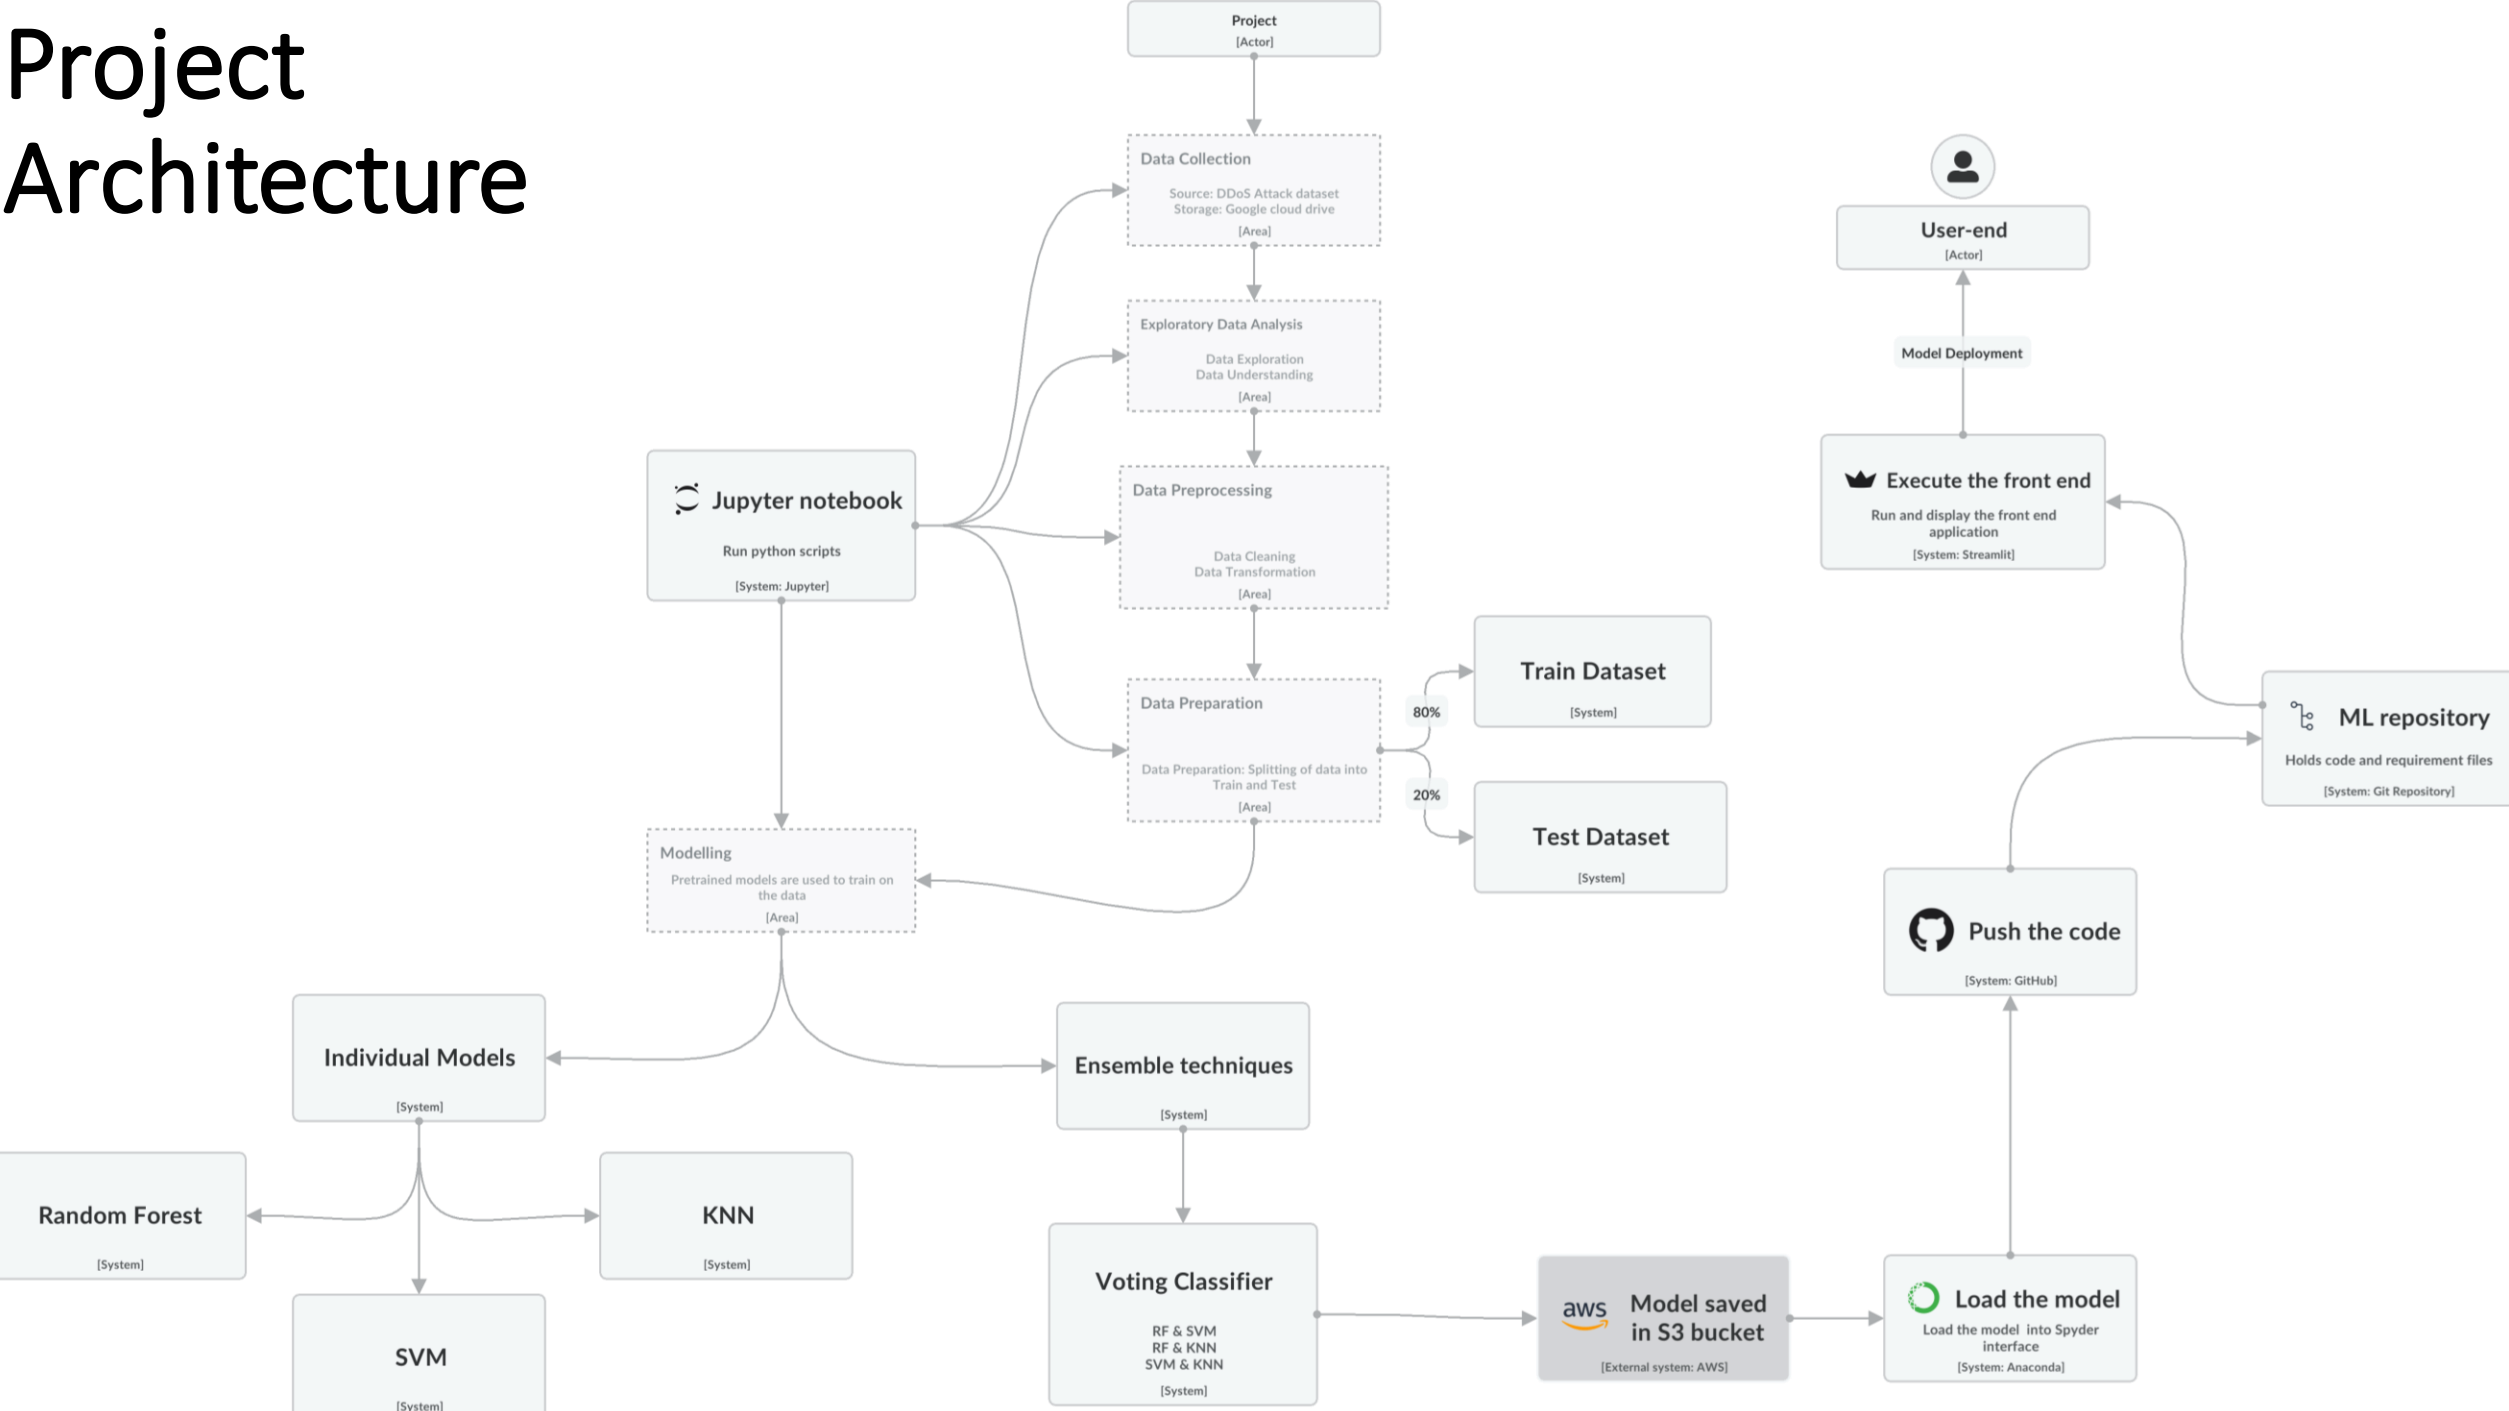 Project
Architecture
Project
[Actor]
Data Collection
Source: DDoS Attack dataset
Storage: Google cloud drive
[Area]
Exploratory Data Analysis
Data Exploration
Data Understanding
[Area]
Data Preprocessing
Data Cleaning
Data Transformation
[Area]
Data Preparation
Data Preparation: Splitting of data into
Train and Test
[Area]
80%
20%
Train Dataset
[System]
Test Dataset
[System]
Jupyter notebook
Run python scripts
[System: Jupyter]
Modelling
Pretrained models are used to train on
the data
[Area]
Individual Models
[System]
Random Forest
[System]
KNN
[System]
SVM
[System]
Ensemble techniques
[System]
Voting Classifier
RF & SVM
RF & KNN
SVM & KNN
[System]
aws
Model saved
in S3 bucket
[External system: AWS]
Load the model
Load the model into Spyder
interface
[System: Anaconda]
Push the code
[System: GitHub]
ML repository
Holds code and requirement files
[System: Git Repository]
Execute the front end
Run and display the front end
application
[System: Streamlit]
Model Deployment
User-end
[Actor]